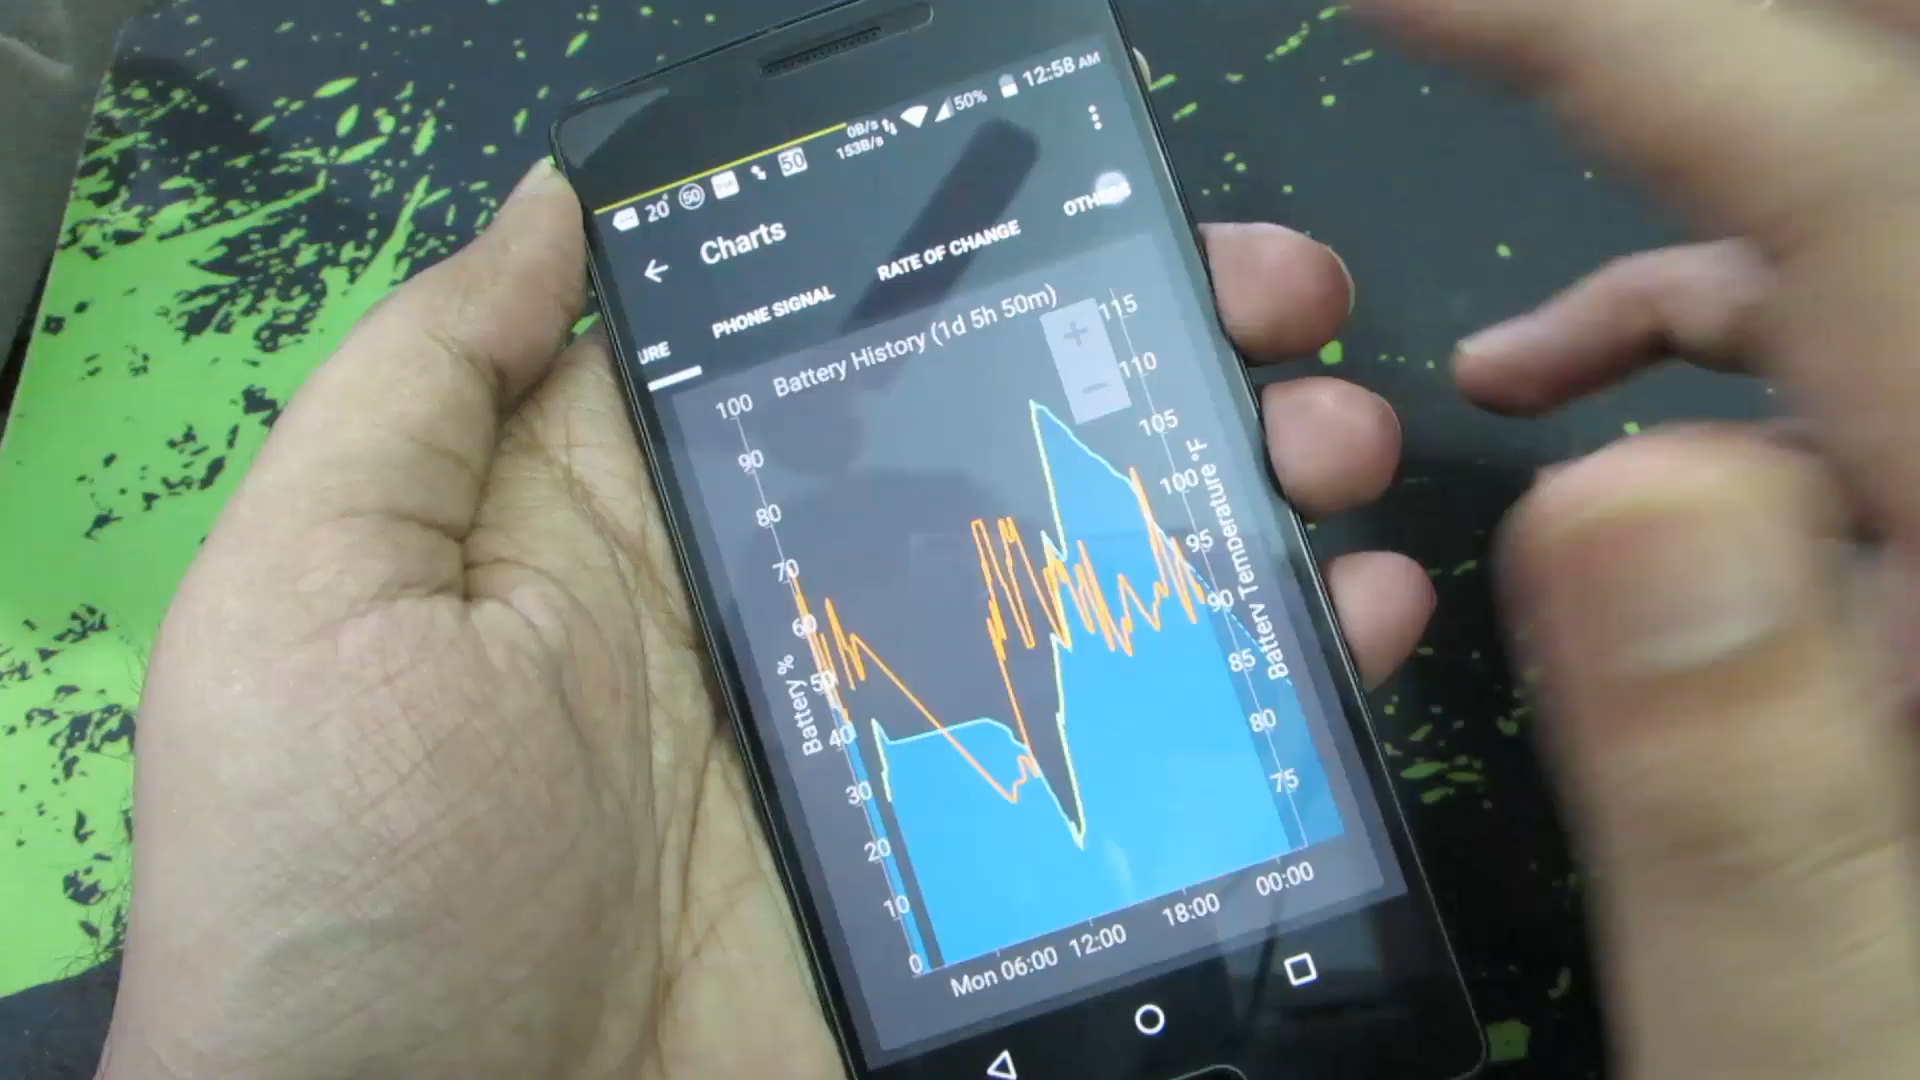 20° 50 50 0B/s 50% 12:58 AM
153B/s
Charts
URE PHONE SIGNAL RATE OF CHANGE OTHERS
Battery History (1d 5h 50m)
+
−
100
90
80
70
60
50
40
30
20
10
0
Battery %
115
110
105
100
95
90
85
80
75
Battery Temperature °F
Mon 06:00 12:00 18:00 00:00